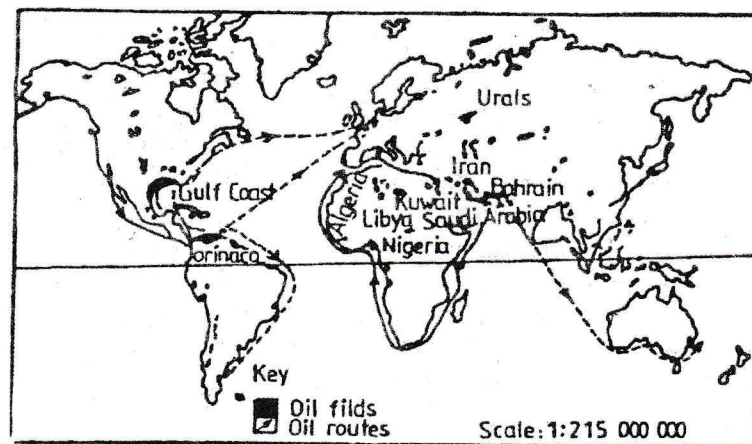 Urals
Iran
Gulf Coast
Bahrain
Algeria
Kuwait
Libya Saudi Arabia
Nigeria
orinaco
Key
Oil filds
Oil routes
Scale: 1:215 000 000